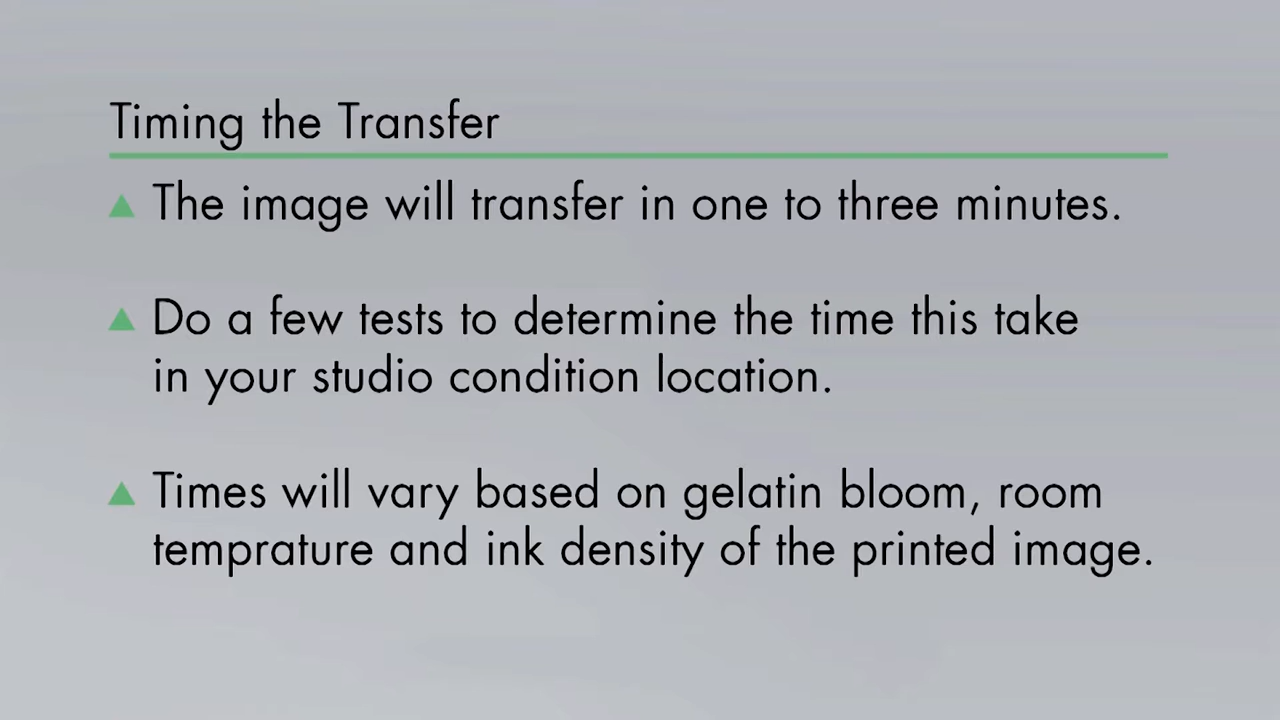 Timing the Transfer
The image will transfer in one to three minutes.
Do a few tests to determine the time this take
in your studio condition location.
Times will vary based on gelatin bloom, room
temprature and ink density of the printed image.